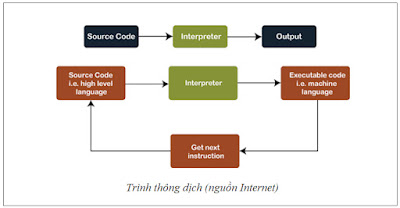 Source Code
Interpreter
Output
Source Code
i.e. high level
language
Interpreter
Executable code
i.e. machine
language
Get next
instruction
Trình thông dịch (nguồn Internet)